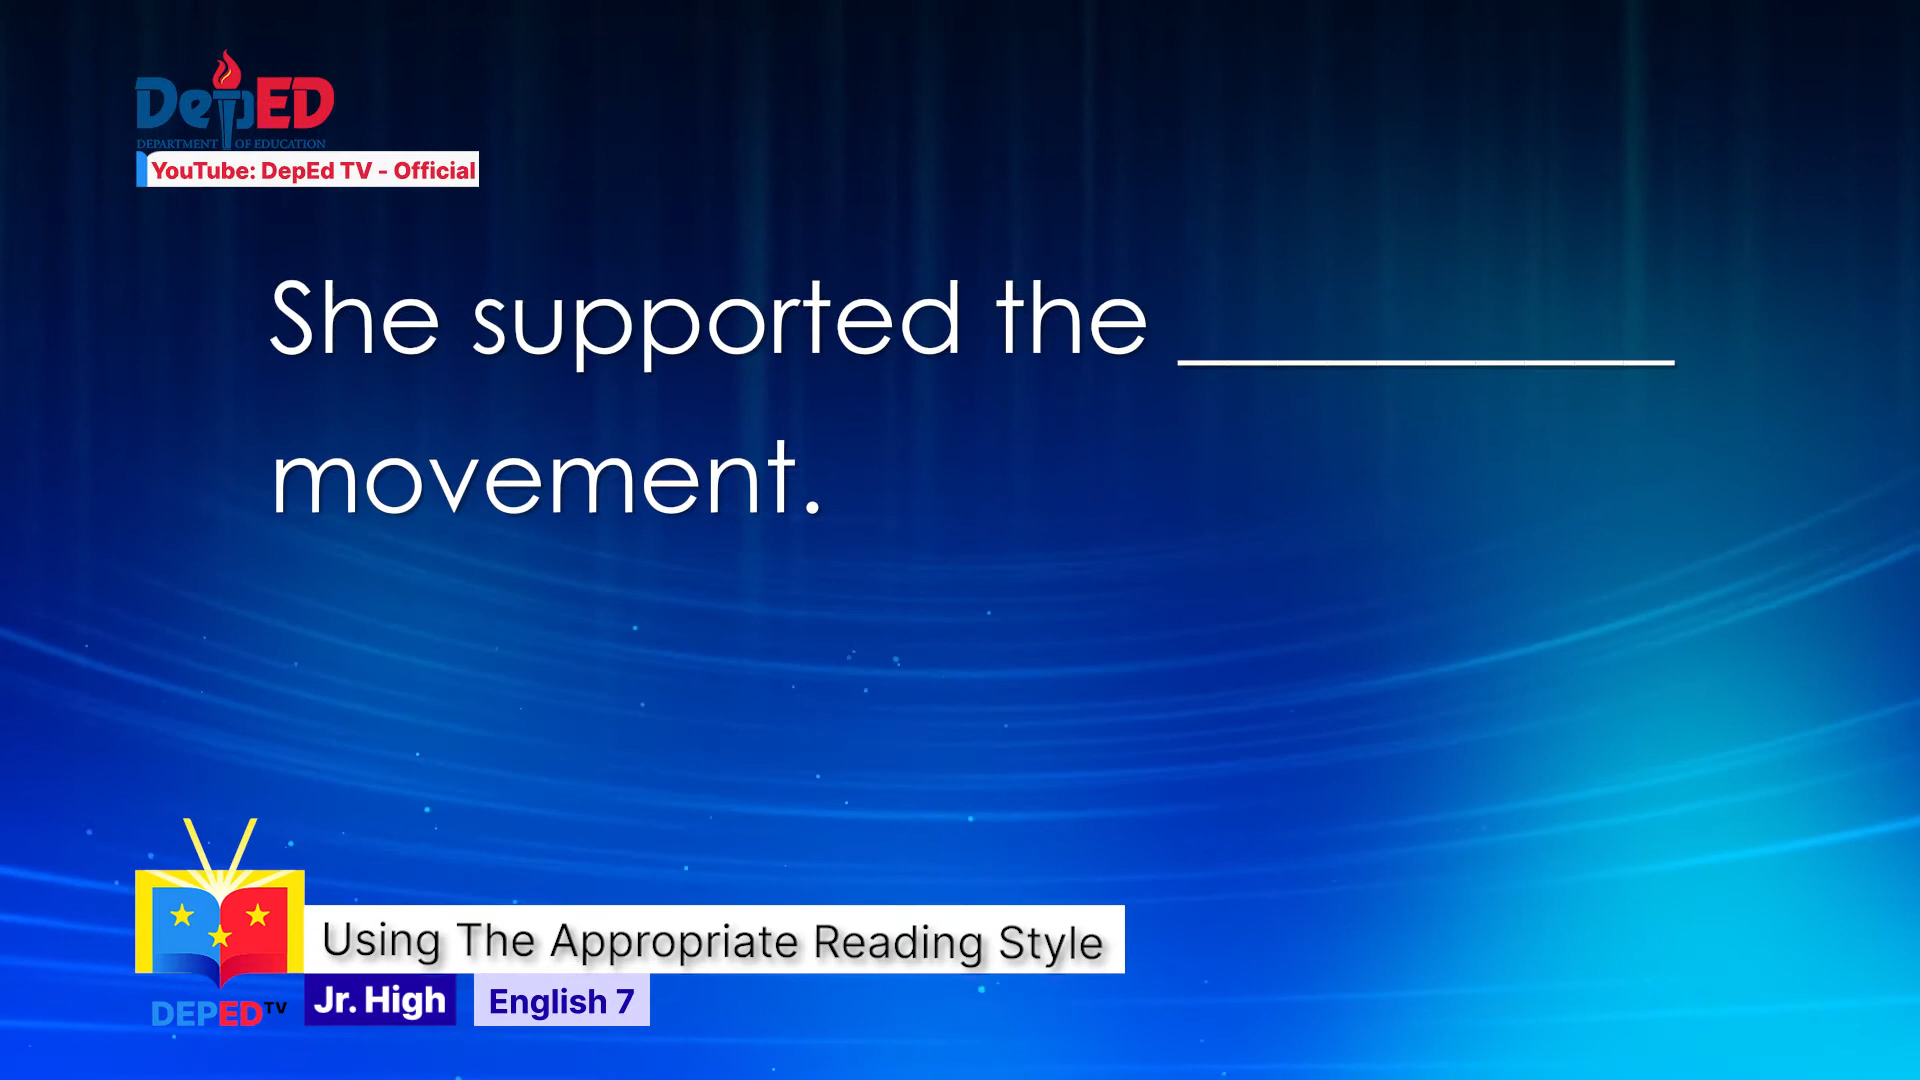 DepED
DEPARTMENT OF EDUCATION
YouTube: DepEd TV - Official
She supported the __________
movement.
Using The Appropriate Reading Style
DEPED TV
Jr. High
English 7